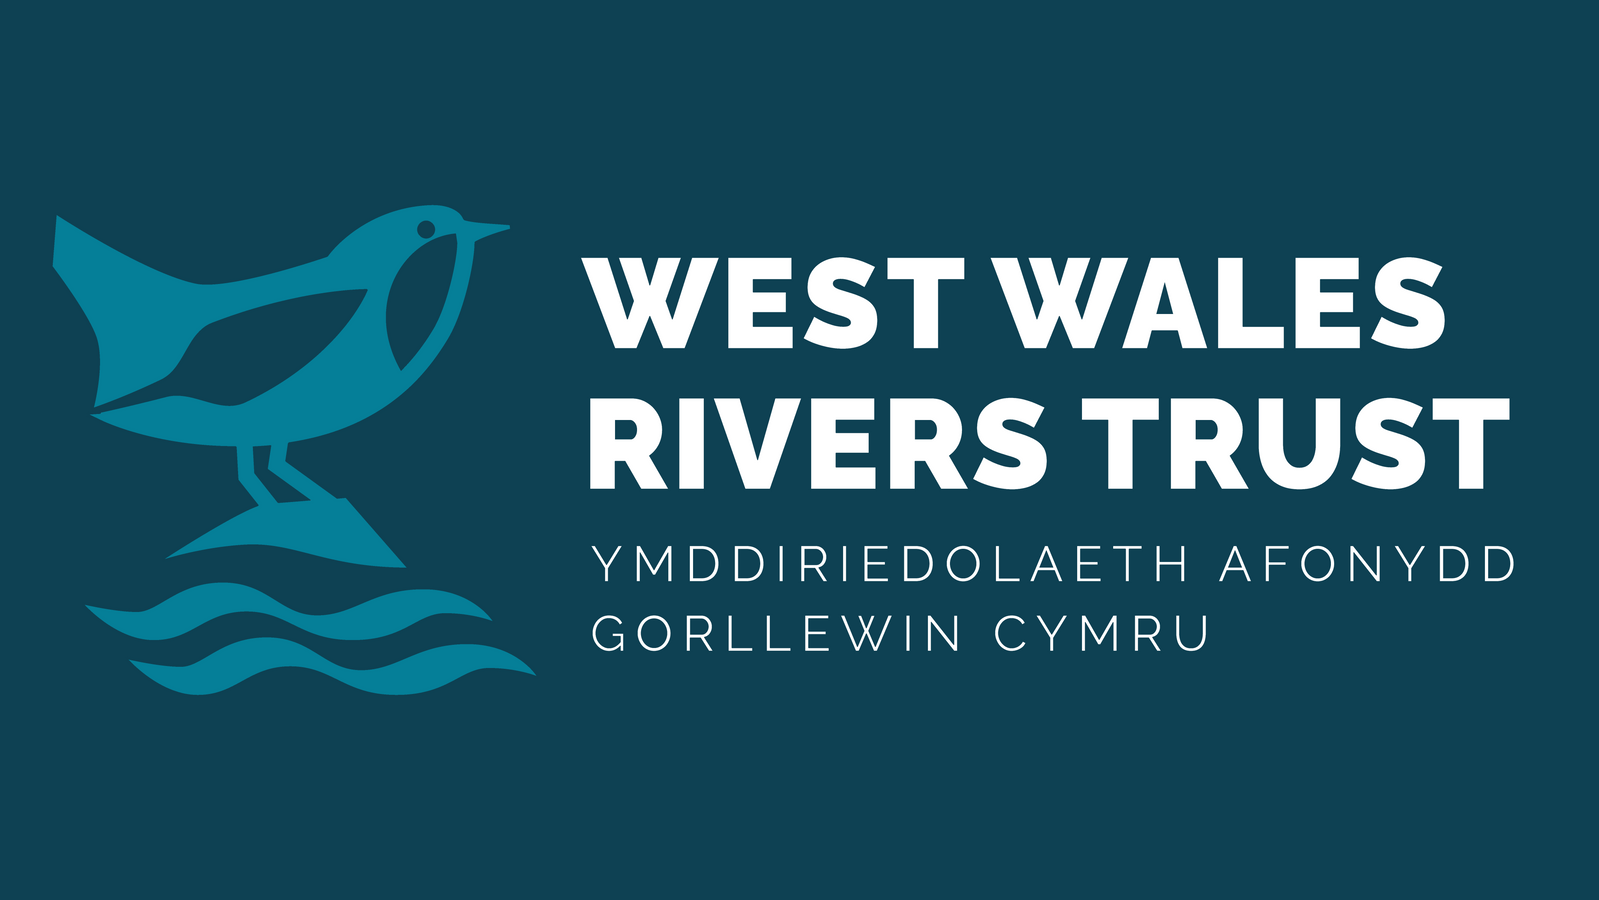 WEST WALES
RIVERS TRUST
YMDDIRIEDOLAETH AFONYDD
GORLLEWIN CYMRU